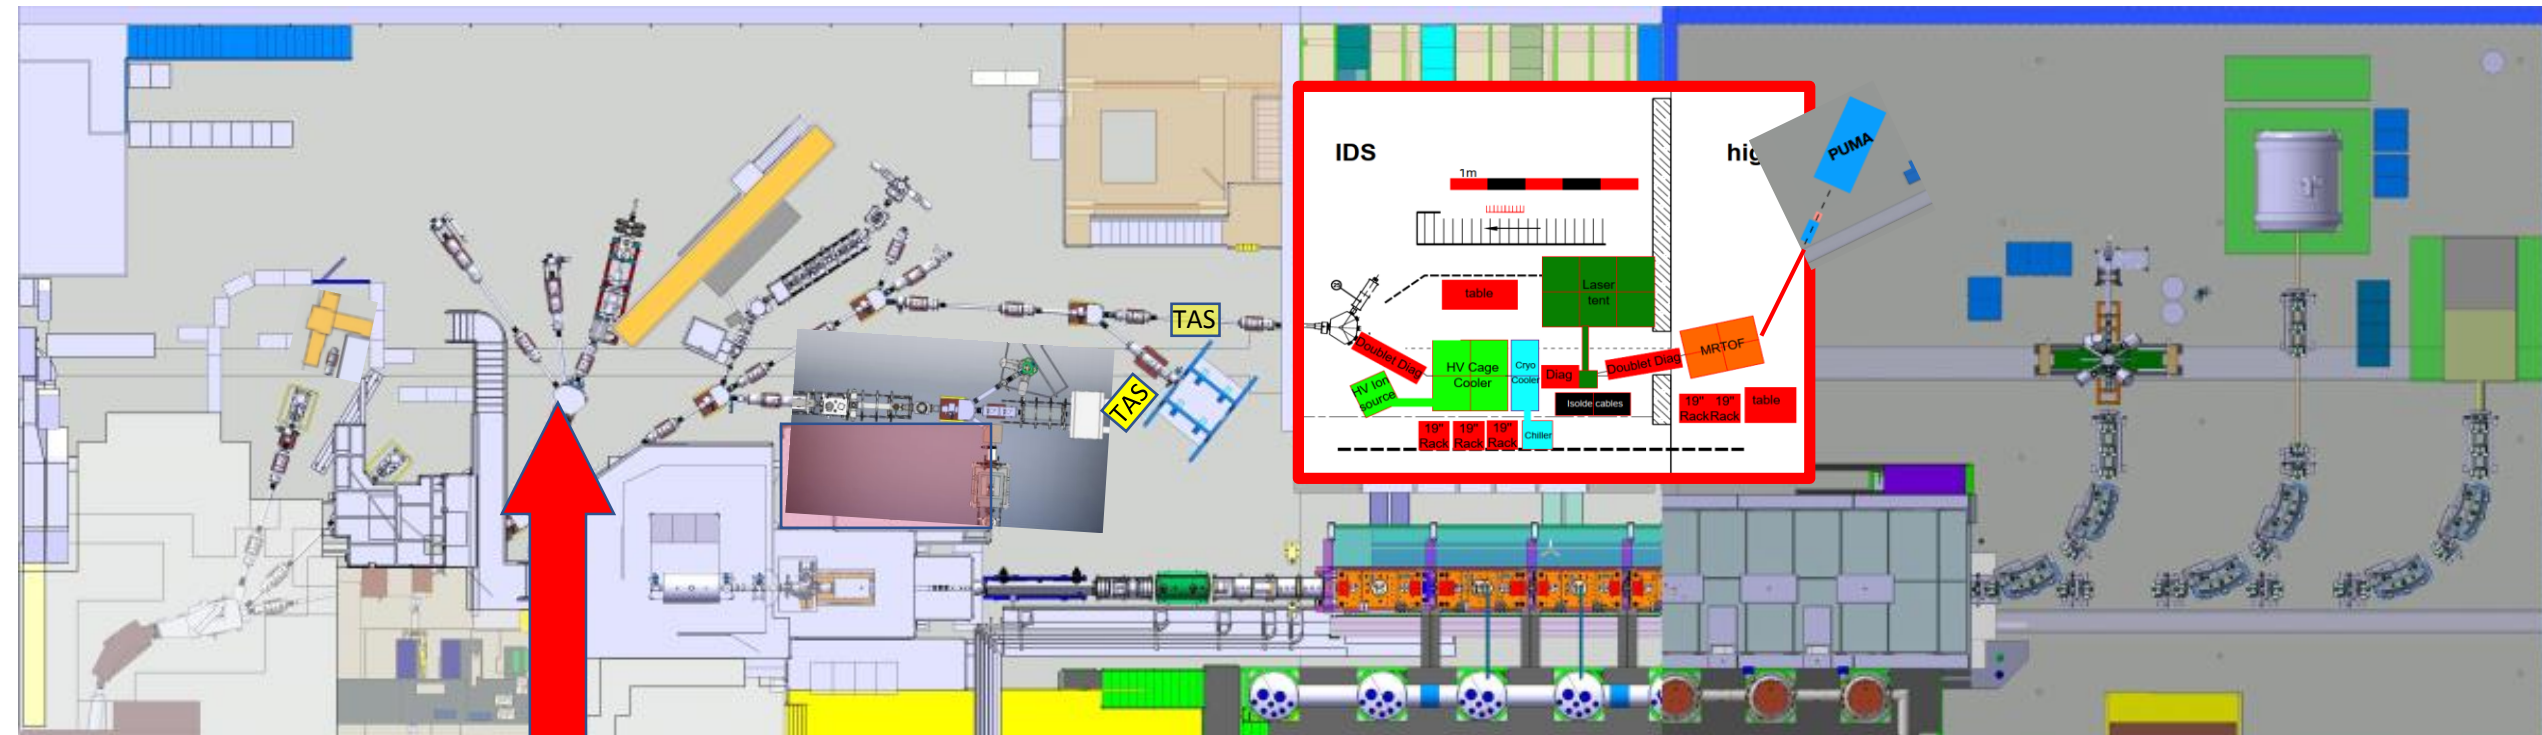 IDS
hig
PUMA
1m
TAS
table
Laser
tent
Doublet Diag
HV Cage
Cooler
Cryo
Cooler
Diag
Doublet Diag
MRTOF
HV Ion
source
Isolde cables
TAS
19"
Rack
19"
Rack
19"
Rack
Chiller
19"
Rack
19"
Rack
table